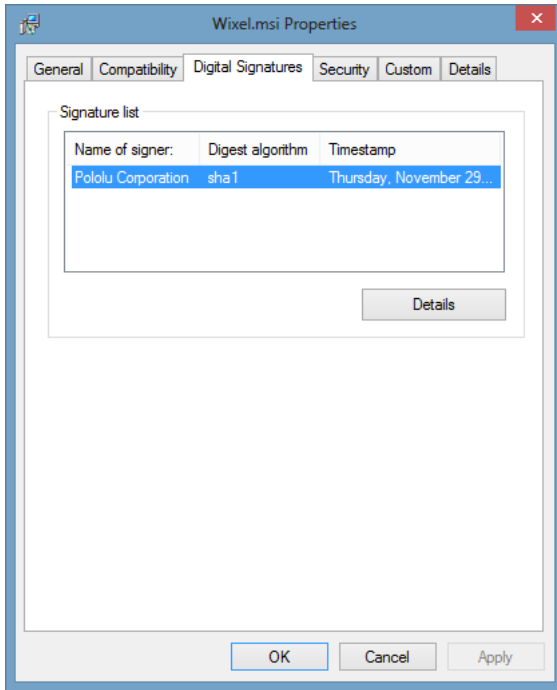 Wixel.msi Properties
General Compatibility Digital Signatures Security Custom Details
Signature list
Name of signer: Digest algorithm Timestamp
Pololu Corporation sha1 Thursday, November 29...
Details
OK Cancel Apply